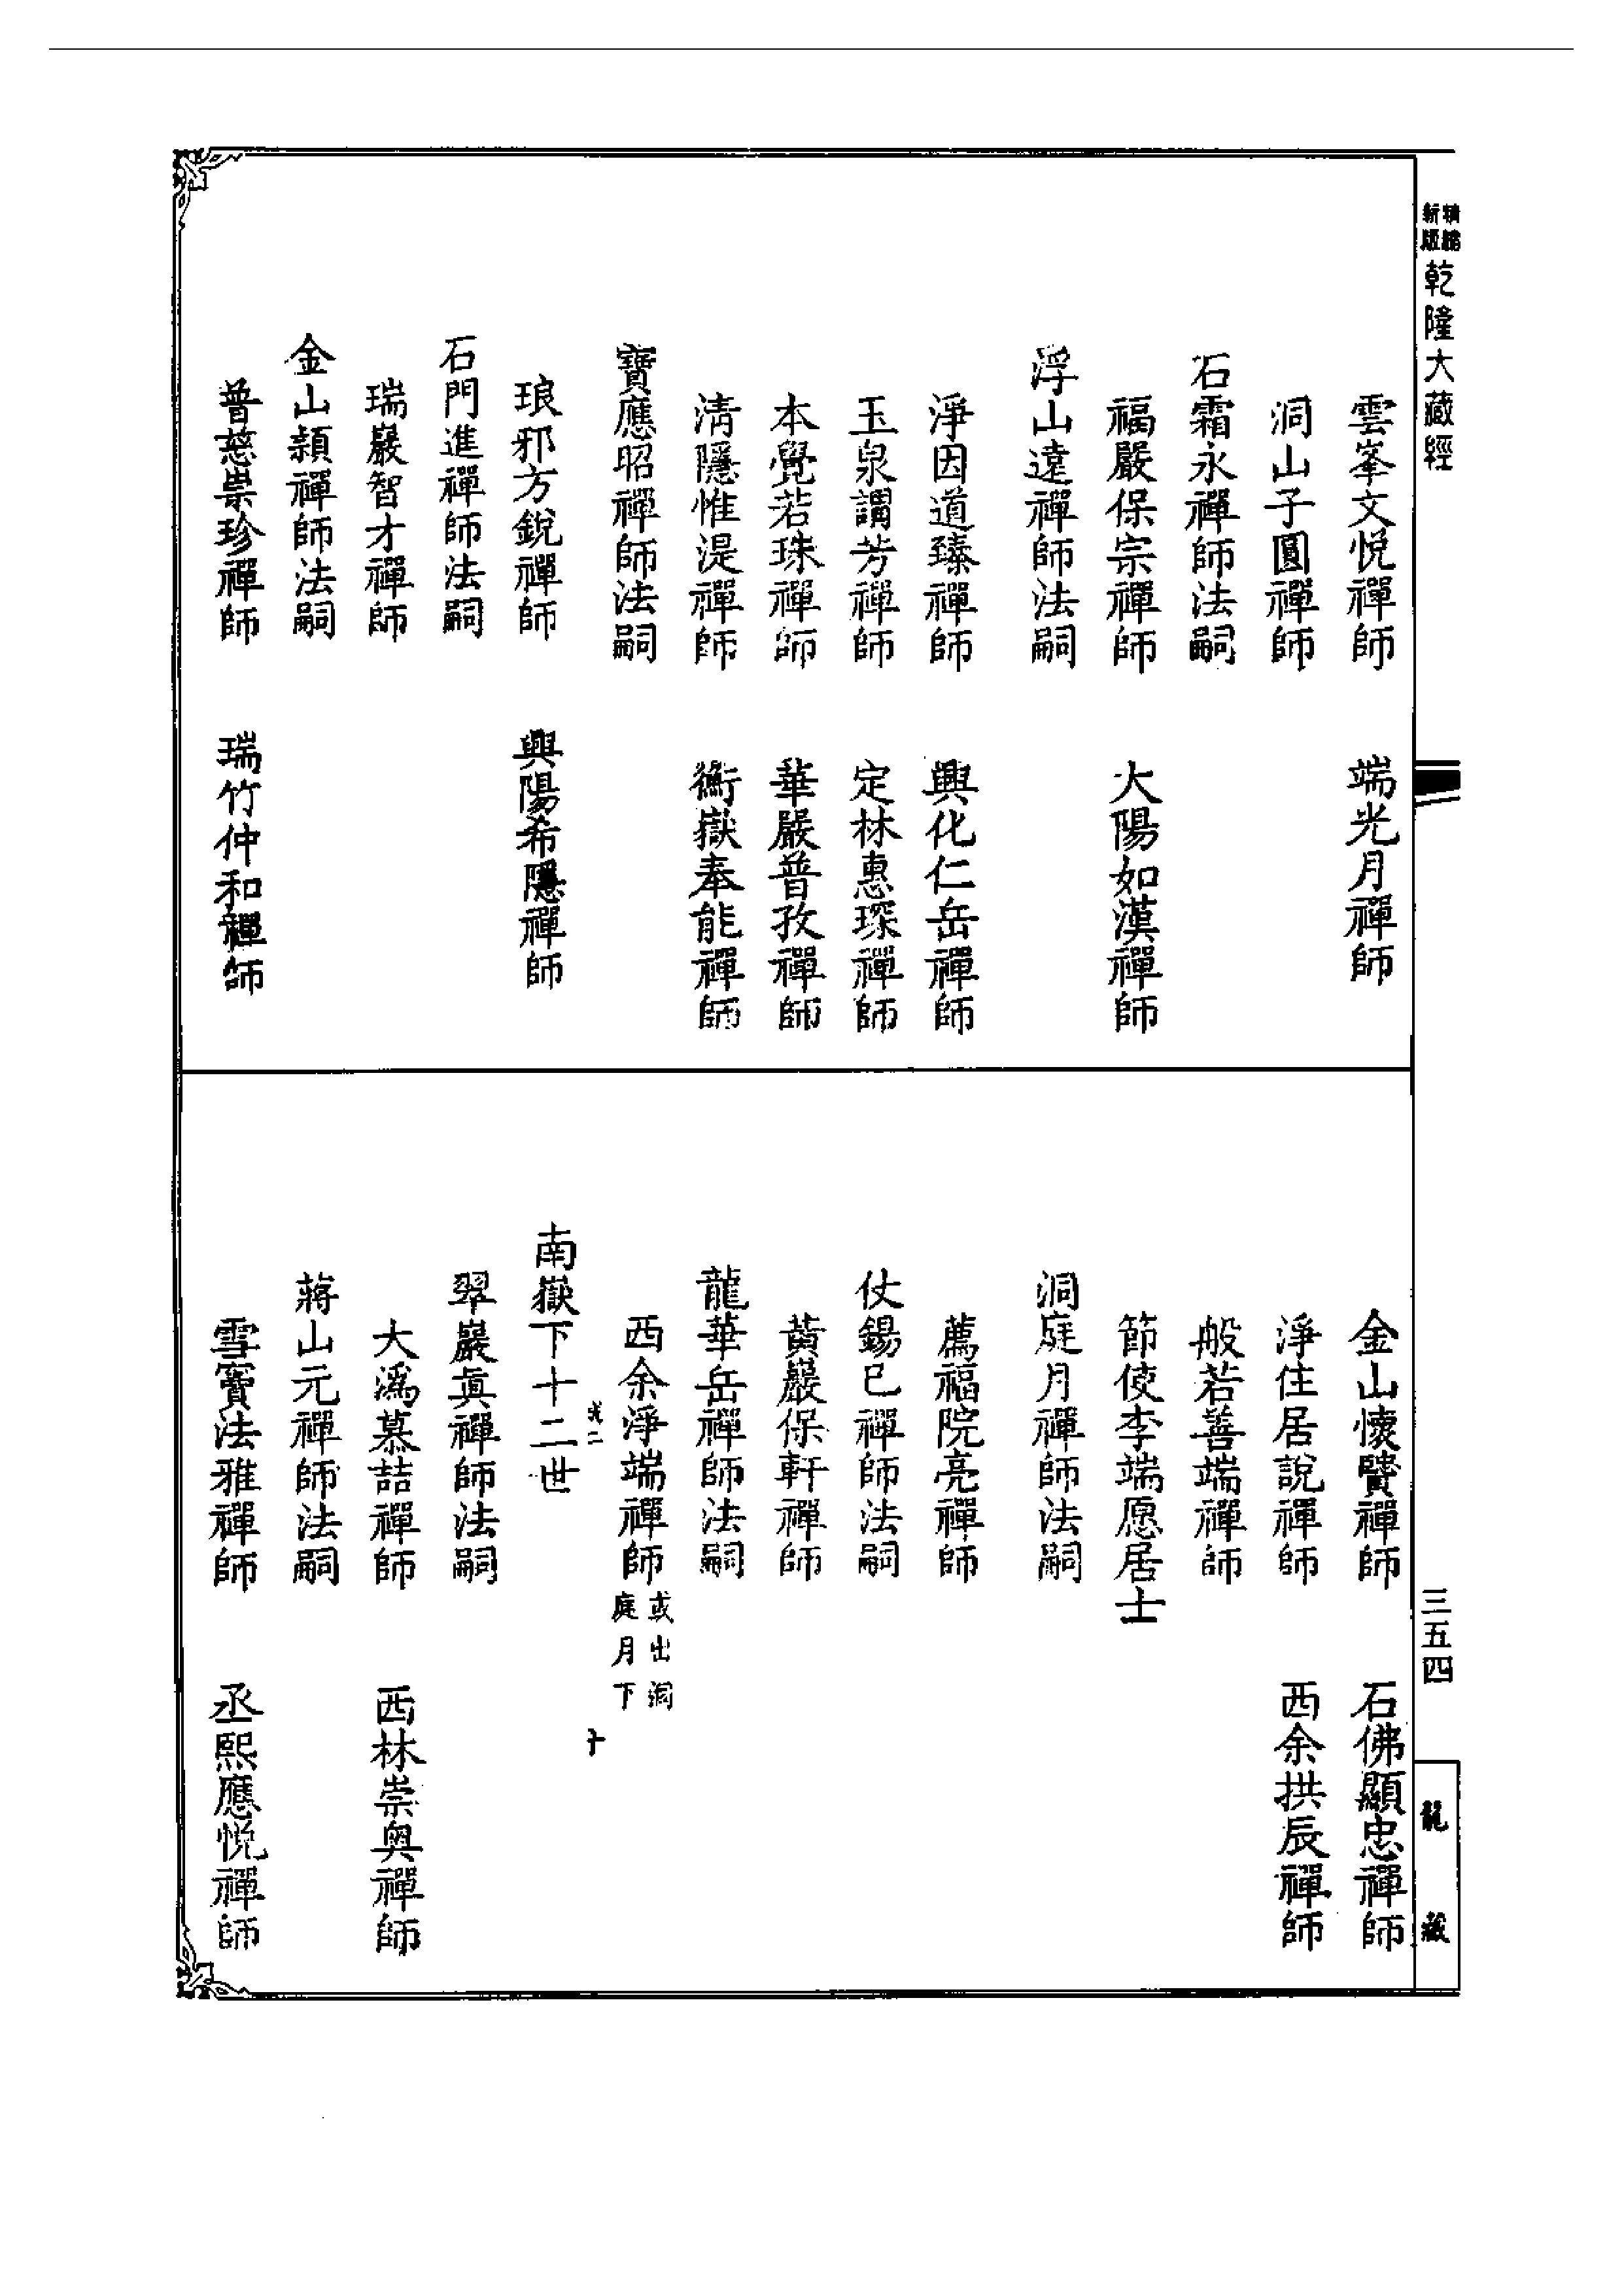 新編
新版
乾隆大藏經
雲峯文悅禪師　端光月禪師
洞山子圓禪師
石霜永禪師法嗣
福嚴保宗禪師　大陽如漢禪師
浮山遠禪師法嗣
淨因道臻禪師　興化仁岳禪師
玉泉謂芳禪師　定林惠琛禪師
本覺若珠禪師　華嚴普孜禪師
清隱惟湜禪師　衡嶽奉能禪師
寶應昭禪師法嗣
琅邪方銳禪師　興陽希隱禪師
石門進禪師法嗣
瑞巖智才禪師
金山頴禪師法嗣
普慈崇珍禪師　瑞竹仲和禪師
金山懷賢禪師　石佛顯忠禪師
淨住居說禪師　西余拱辰禪師
般若善端禪師
節使李端愿居士
洞庭月禪師法嗣
薦福院亮禪師
仗錫已禪師法嗣
黃巖保軒禪師
龍華岳禪師法嗣
西余淨端禪師或出洞庭月下
十
南嶽下十二世
翠巖眞禪師法嗣
大溈慕喆禪師　西林崇奥禪師
蔣山元禪師法嗣
雪竇法雅禪師　丞熙應悅禪師
三五四
龍藏